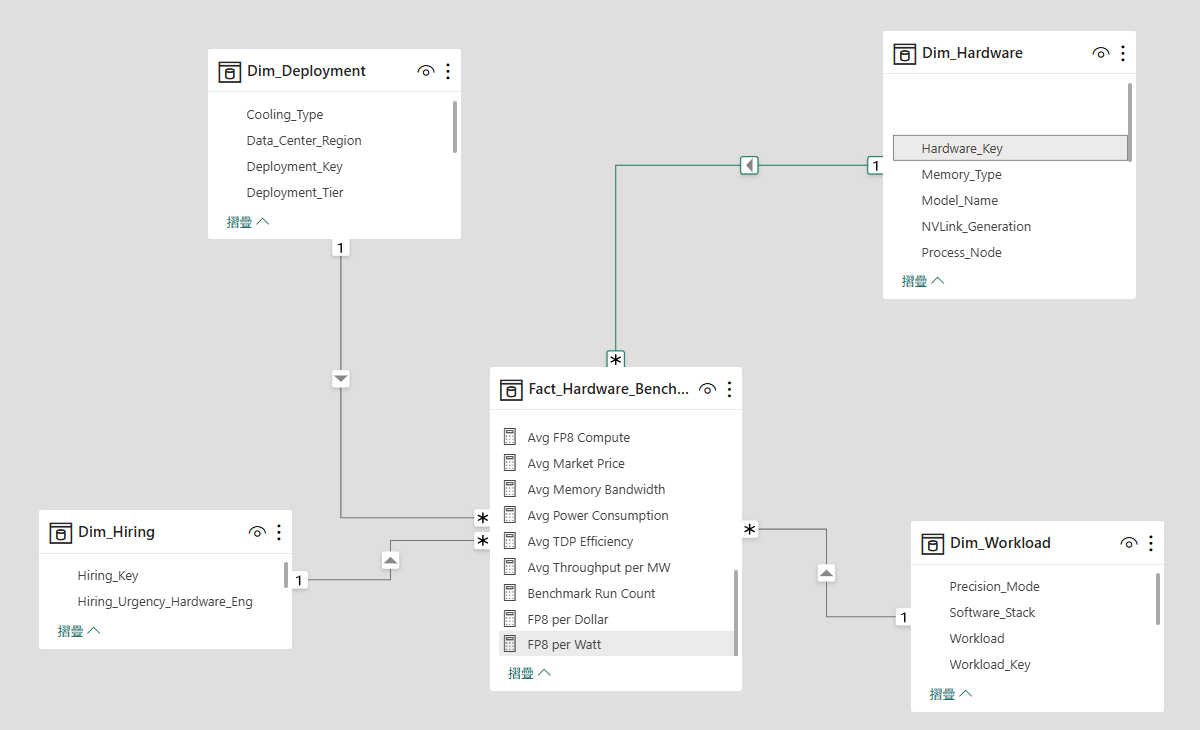 Dim_Deployment
Cooling_Type
Data_Center_Region
Deployment_Key
Deployment_Tier
摺疊
1
Dim_Hardware
Hardware_Key
Memory_Type
Model_Name
NVLink_Generation
Process_Node
摺疊
1
*
Fact_Hardware_Bench...
Avg FP8 Compute
Avg Market Price
Avg Memory Bandwidth
Avg Power Consumption
Avg TDP Efficiency
Avg Throughput per MW
Benchmark Run Count
FP8 per Dollar
FP8 per Watt
摺疊
*
*
*
Dim_Hiring
Hiring_Key
Hiring_Urgency_Hardware_Eng
摺疊
1
Dim_Workload
Precision_Mode
Software_Stack
Workload
Workload_Key
摺疊
1